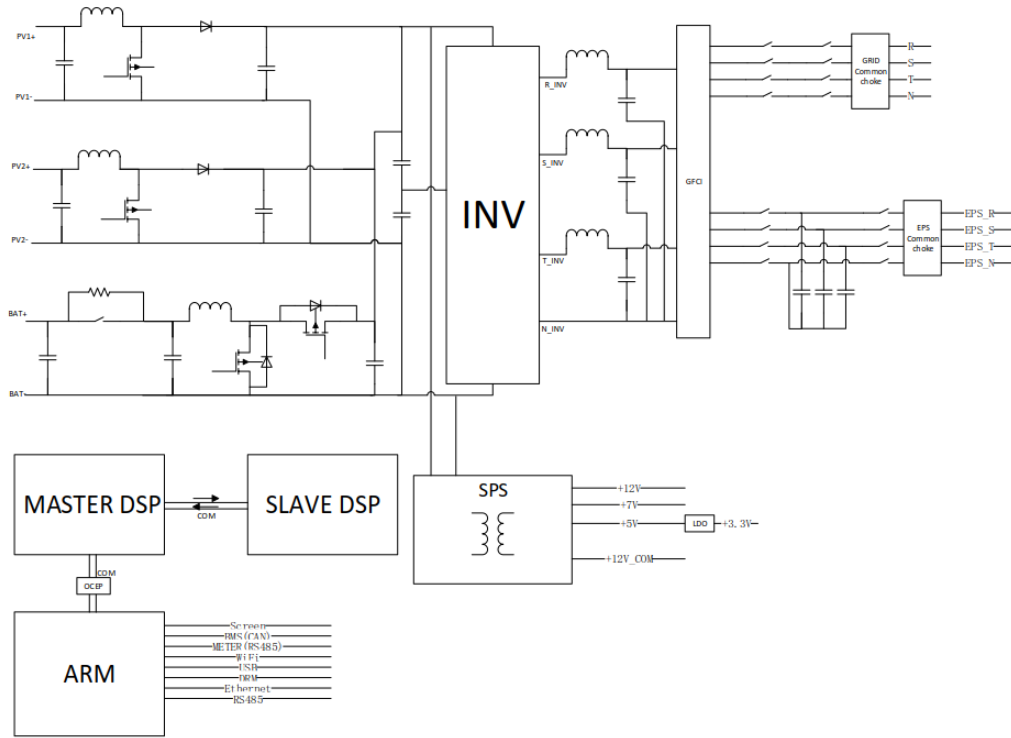 PV1+
PV1-
PV2+
PV2-
BAT+
BAT-
INV
R_INV
S_INV
T_INV
N_INV
GFCI
GRID
Common
choke
R
S
T
N
EPS
Common
choke
EPS_R
EPS_S
EPS_T
EPS_N
MASTER DSP
COM
SLAVE DSP
COM
OCEP
ARM
Screen
BMS(CAN)
METER(RS485)
WiFi
USB
DRM
Ethernet
RS485
SPS
+12V
+7V
+5V
LDO
+3.3V
+12V_COM